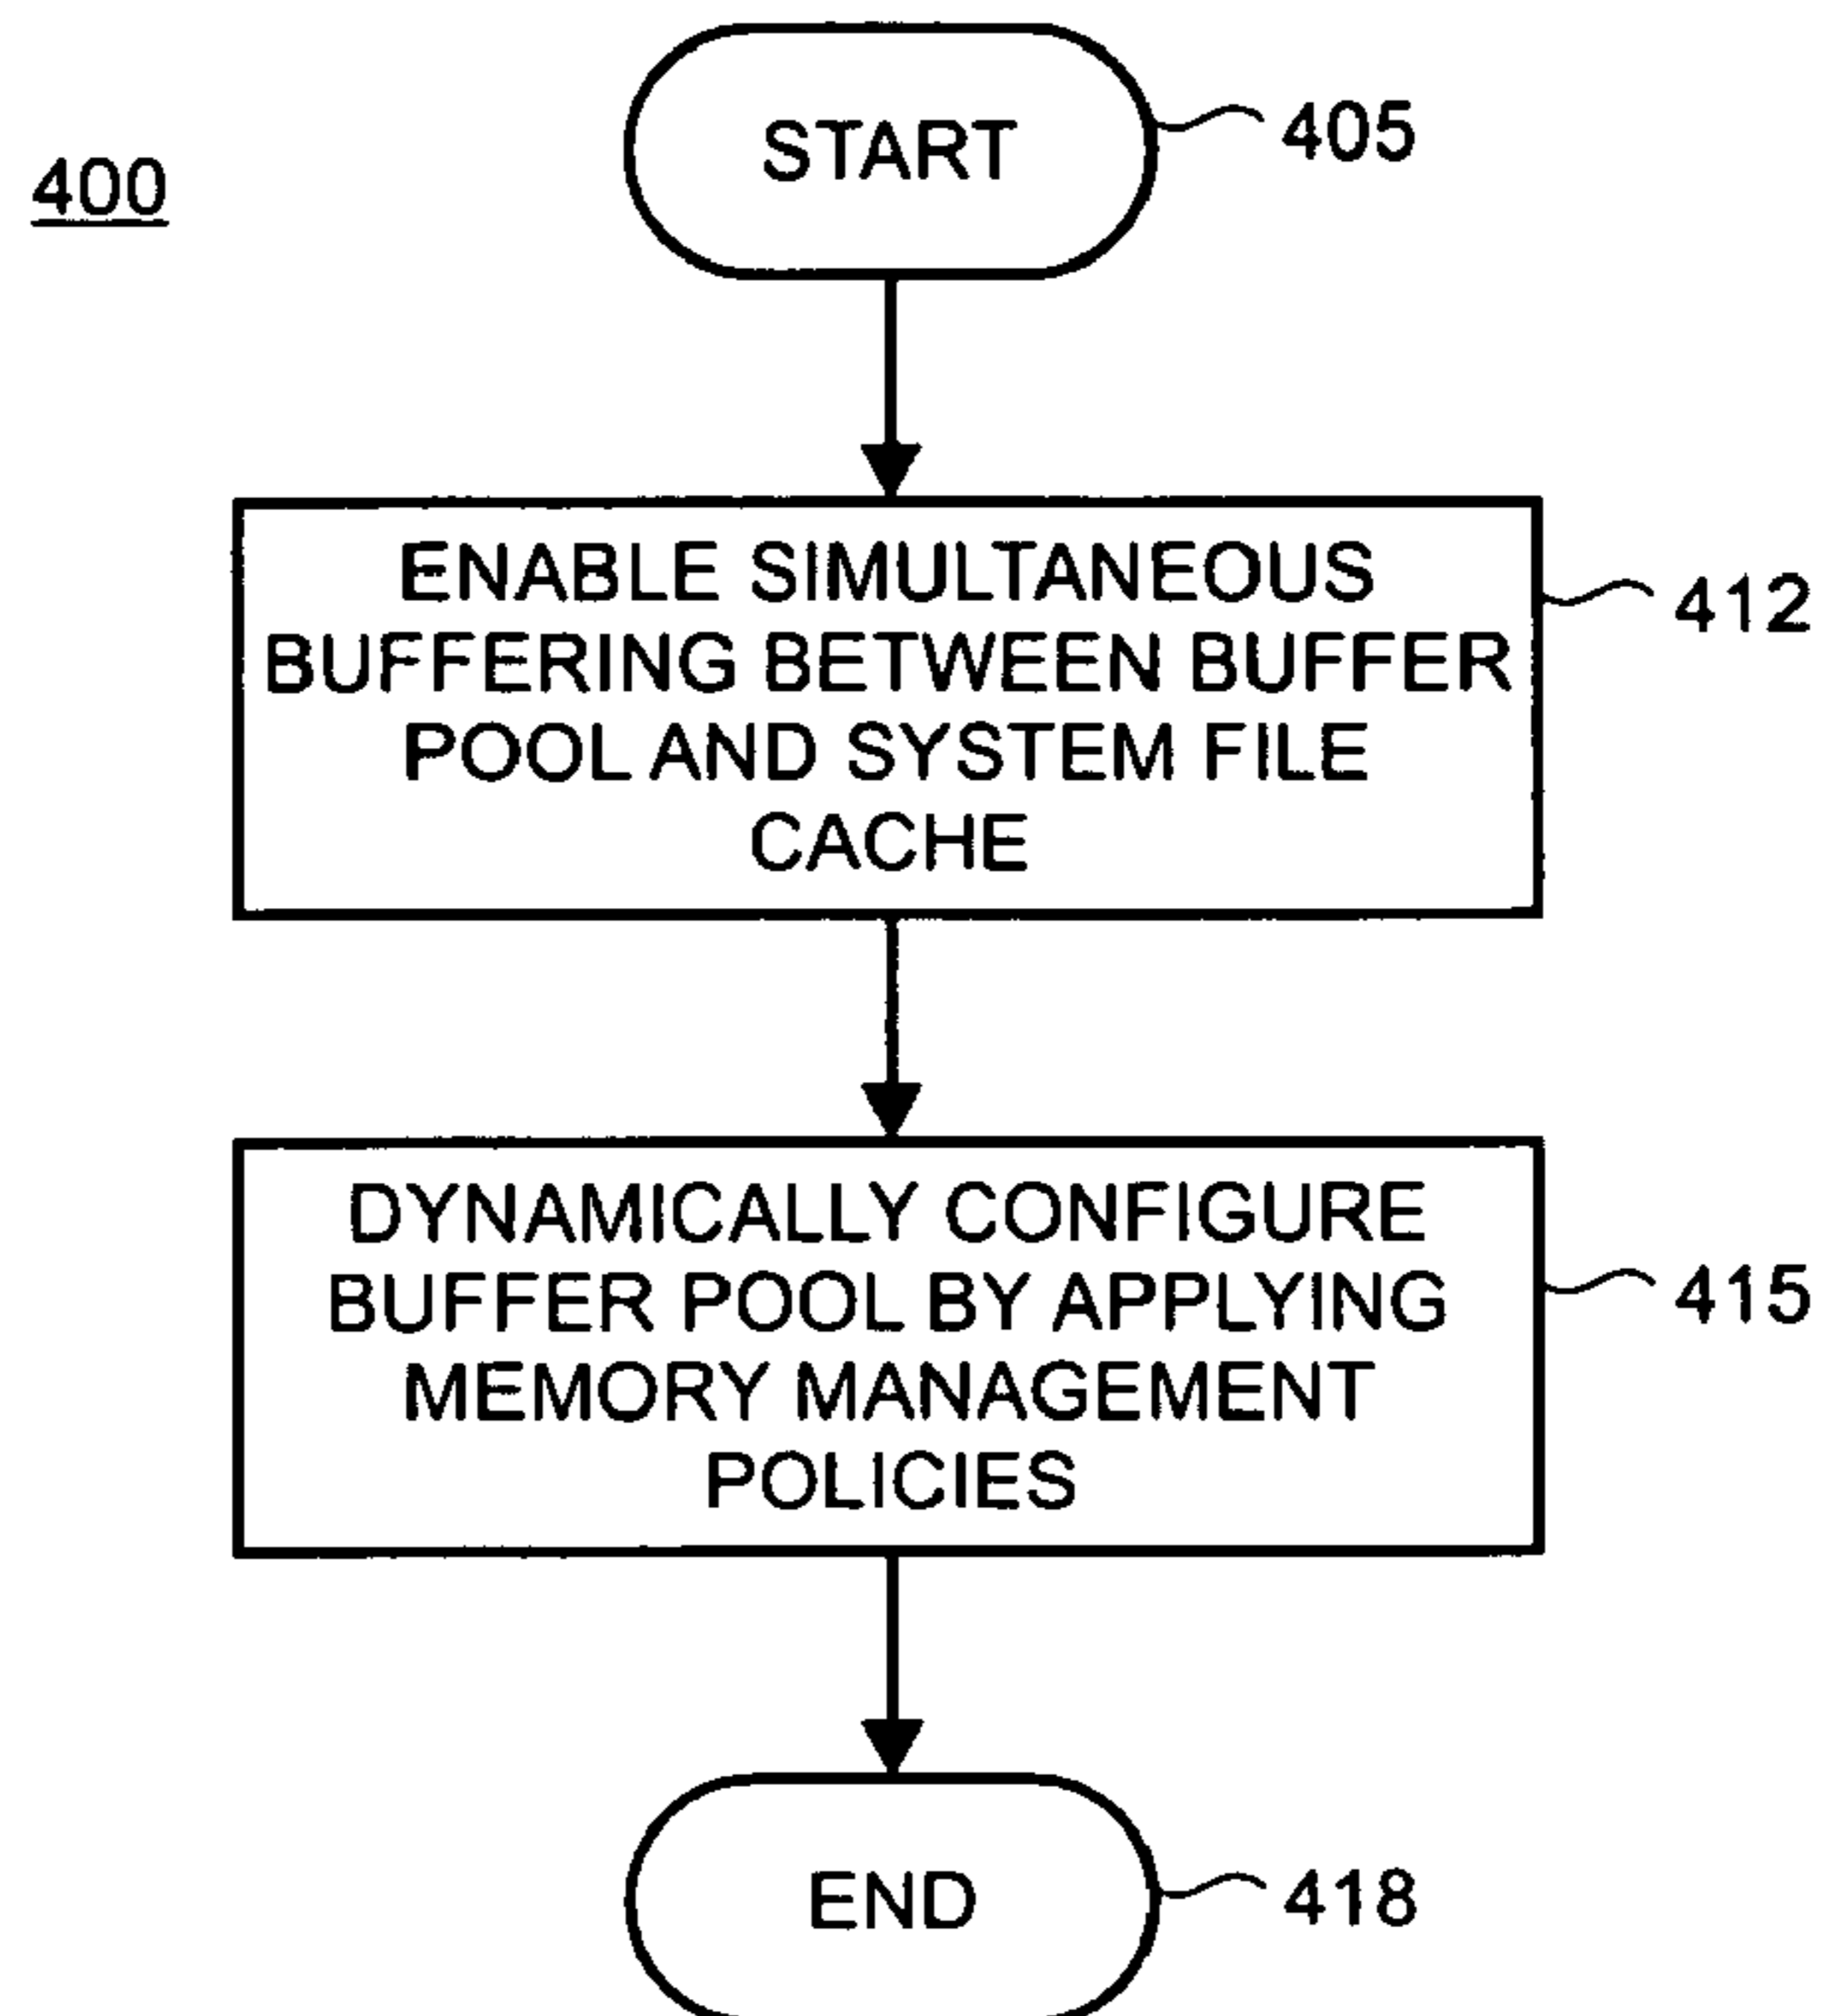 400
START
405
ENABLE SIMULTANEOUS
BUFFERING BETWEEN BUFFER
POOL AND SYSTEM FILE
CACHE
412
DYNAMICALLY CONFIGURE
BUFFER POOL BY APPLYING
MEMORY MANAGEMENT
POLICIES
415
END
418